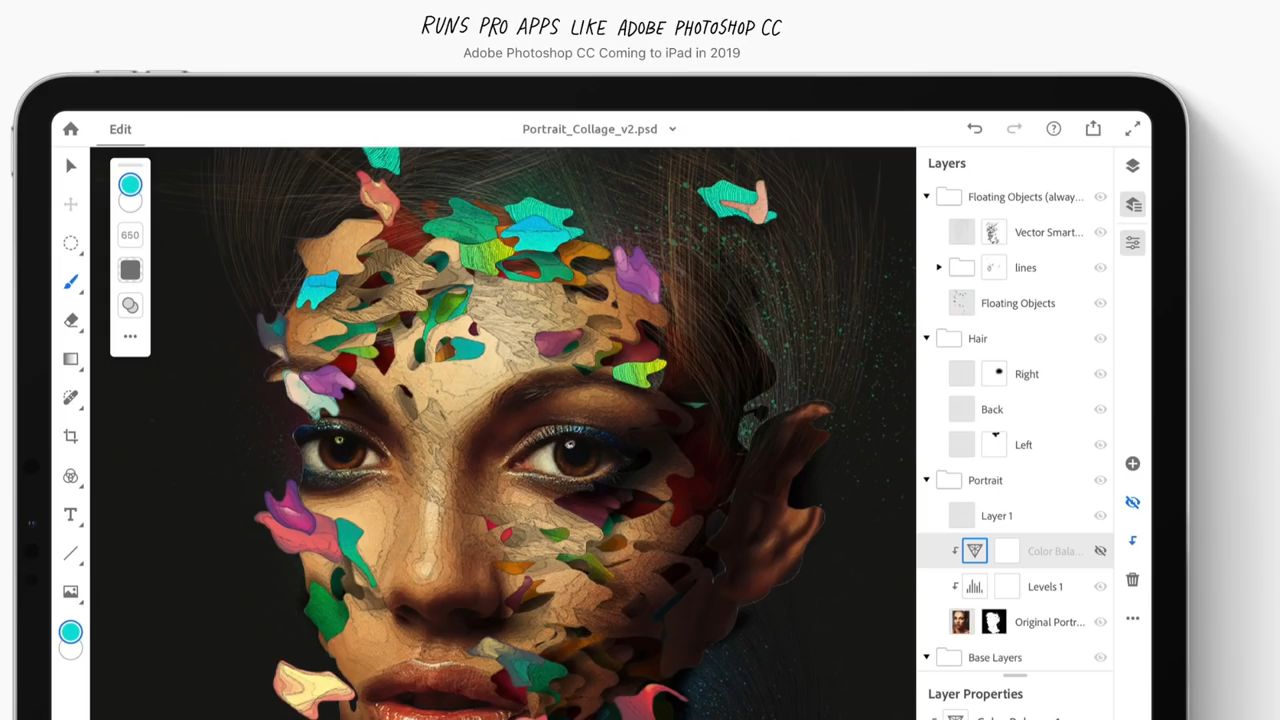 RUNS PRO APPS LIKE ADOBE PHOTOSHOP CC
Adobe Photoshop CC Coming to iPad in 2019
Edit
Portrait_Collage_v2.psd
650
T
Layers
Floating Objects (alway...
Vector Smart...
lines
Floating Objects
Hair
Right
Back
Left
Portrait
Layer 1
Color Bala...
Levels 1
Original Portr...
Base Layers
Layer Properties